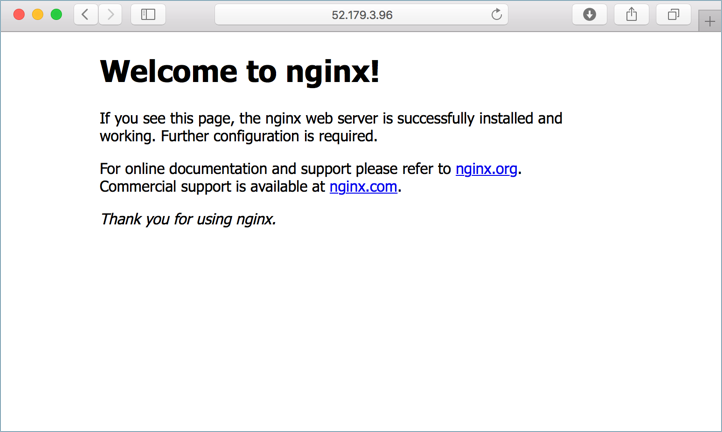 52.179.3.96
Welcome to nginx!
If you see this page, the nginx web server is successfully installed and
working. Further configuration is required.
For online documentation and support please refer to nginx.org.
Commercial support is available at nginx.com.
Thank you for using nginx.